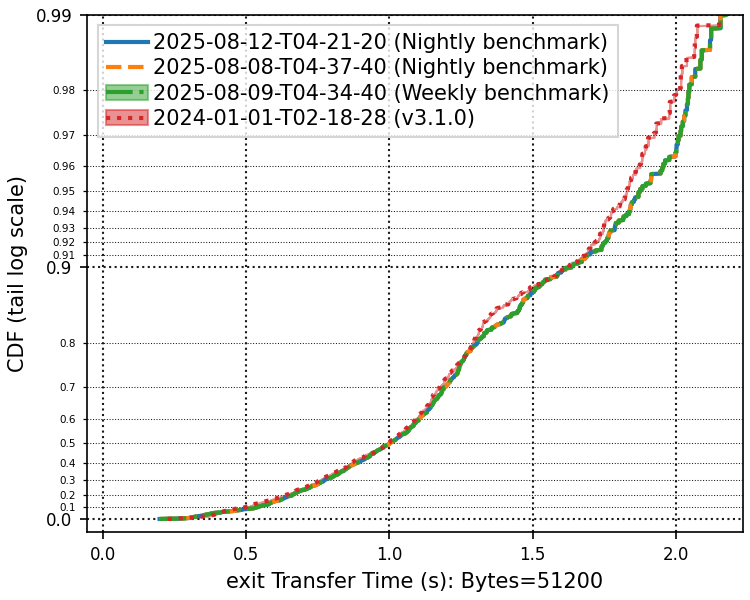 0.99
2025-08-12-T04-21-20 (Nightly benchmark)
2025-08-08-T04-37-40 (Nightly benchmark)
2025-08-09-T04-34-40 (Weekly benchmark)
2024-01-01-T02-18-28 (v3.1.0)
0.98
0.97
0.96
0.95
0.94
0.93
0.92
0.91
0.9
0.8
0.7
0.6
0.5
0.4
0.3
0.2
0.1
0.0
CDF (tail log scale)
0.0 0.5 1.0 1.5 2.0
exit Transfer Time (s): Bytes=51200